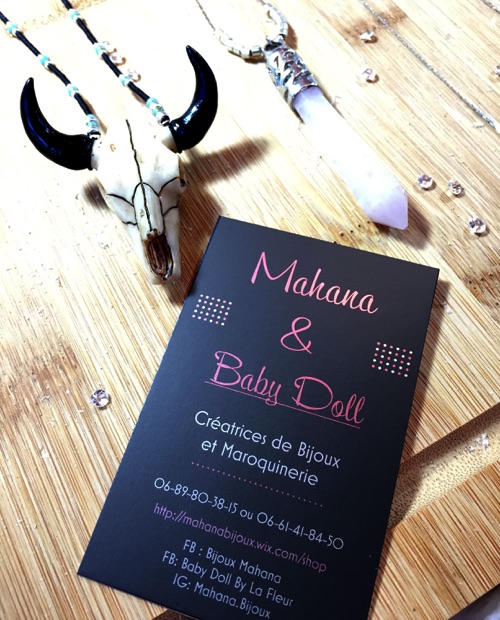 Mahana
&
Baby Doll
Créatrices de Bijoux
et Maroquinerie
06-89-80-38-15 ou 06-61-41-84-50
http://mahanabijoux.wix.com/shop
FB : Bijoux Mahana
FB: Baby Doll By La Fleur
IG: Mahana.Bijoux